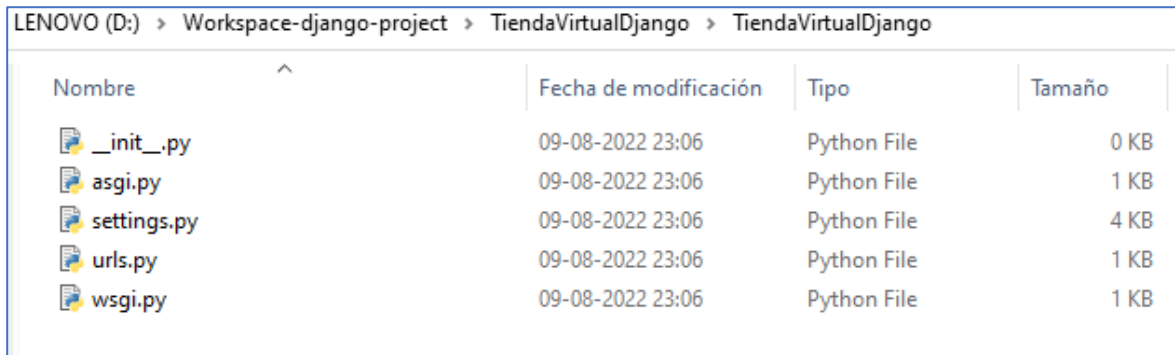 LENOVO (D:) > Workspace-django-project > TiendaVirtualDjango > TiendaVirtualDjango
Nombre Fecha de modificación Tipo Tamaño
__init__.py 09-08-2022 23:06 Python File 0 KB
asgi.py 09-08-2022 23:06 Python File 1 KB
settings.py 09-08-2022 23:06 Python File 4 KB
urls.py 09-08-2022 23:06 Python File 1 KB
wsgi.py 09-08-2022 23:06 Python File 1 KB